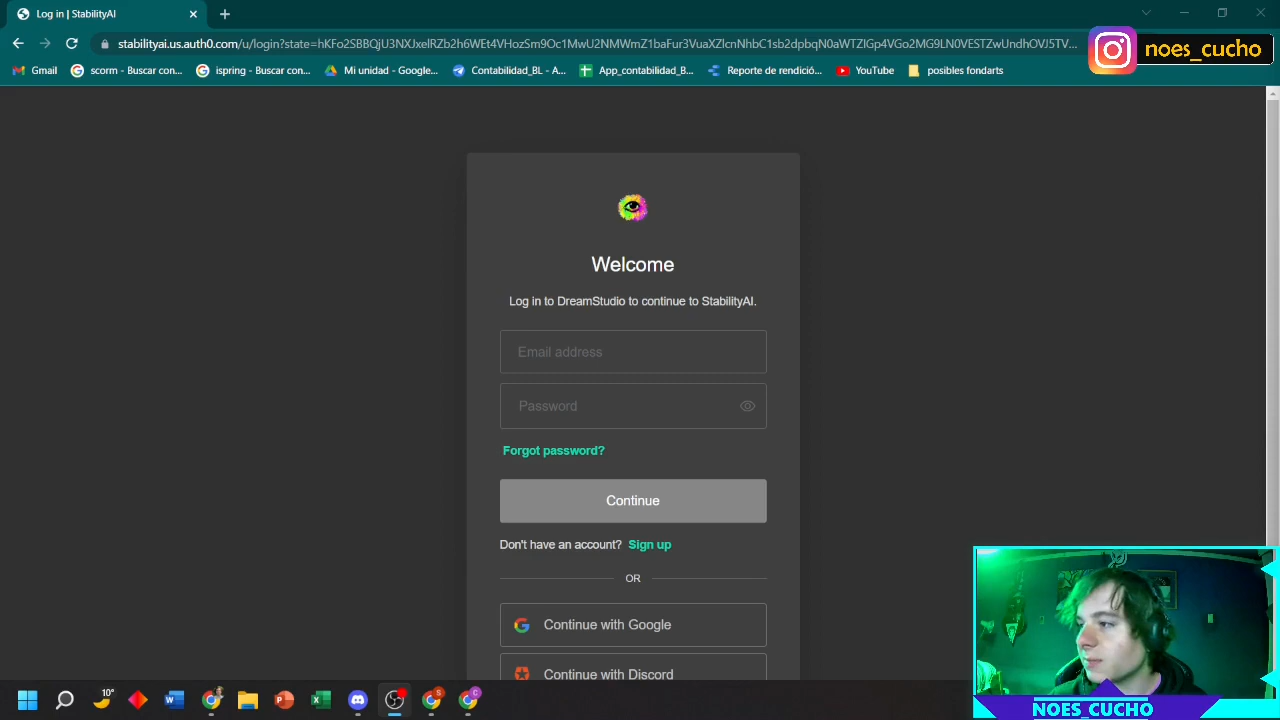 Log in | StabilityAI
stabilityai.us.auth0.com/u/login?state=hKFo2SBBQjU3NXJxelRZb2h6WEt4VHozSm9Oc1MwU2NMWmZ1baFur3VuaXZlcnNhbC1sb2dpbqN0aWTZIGp4VGo2MG9LN0VESTZwUndhOVJ5TV...
noes_cucho
Gmail
scorm - Buscar con...
ispring - Buscar con...
Mi unidad - Google...
Contabilidad_BL - A...
App_contabilidad_B...
Reporte de rendició...
YouTube
posibles fondarts
Welcome
Log in to DreamStudio to continue to StabilityAI.
Email address
Password
Forgot password?
Continue
Don't have an account? Sign up
OR
Continue with Google
Continue with Discord
10°
S
C
NOES_CUCHO